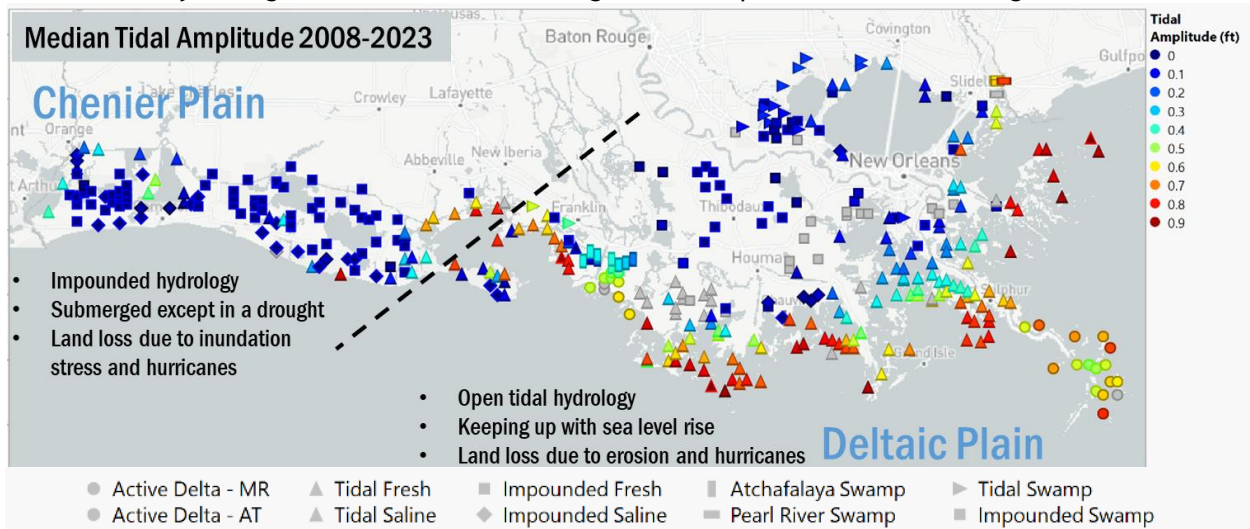 Median Tidal Amplitude 2008-2023
Chenier Plain
Baton Rouge
Covington
Gulfpo
Slidell
Crowley
Lafayette
Orange
Abbeville
New Iberia
New Orleans
Franklin
Thibodaux
Houma
Sulphur
Grand Isle
• Impounded hydrology
• Submerged except in a drought
• Land loss due to inundation
stress and hurricanes
• Open tidal hydrology
• Keeping up with sea level rise
• Land loss due to erosion and hurricanes
Deltaic Plain
Tidal
Amplitude (ft)
0
0.1
0.2
0.3
0.4
0.5
0.6
0.7
0.8
0.9
Active Delta - MR
Tidal Fresh
Impounded Fresh
Atchafalaya Swamp
Tidal Swamp
Active Delta - AT
Tidal Saline
Impounded Saline
Pearl River Swamp
Impounded Swamp